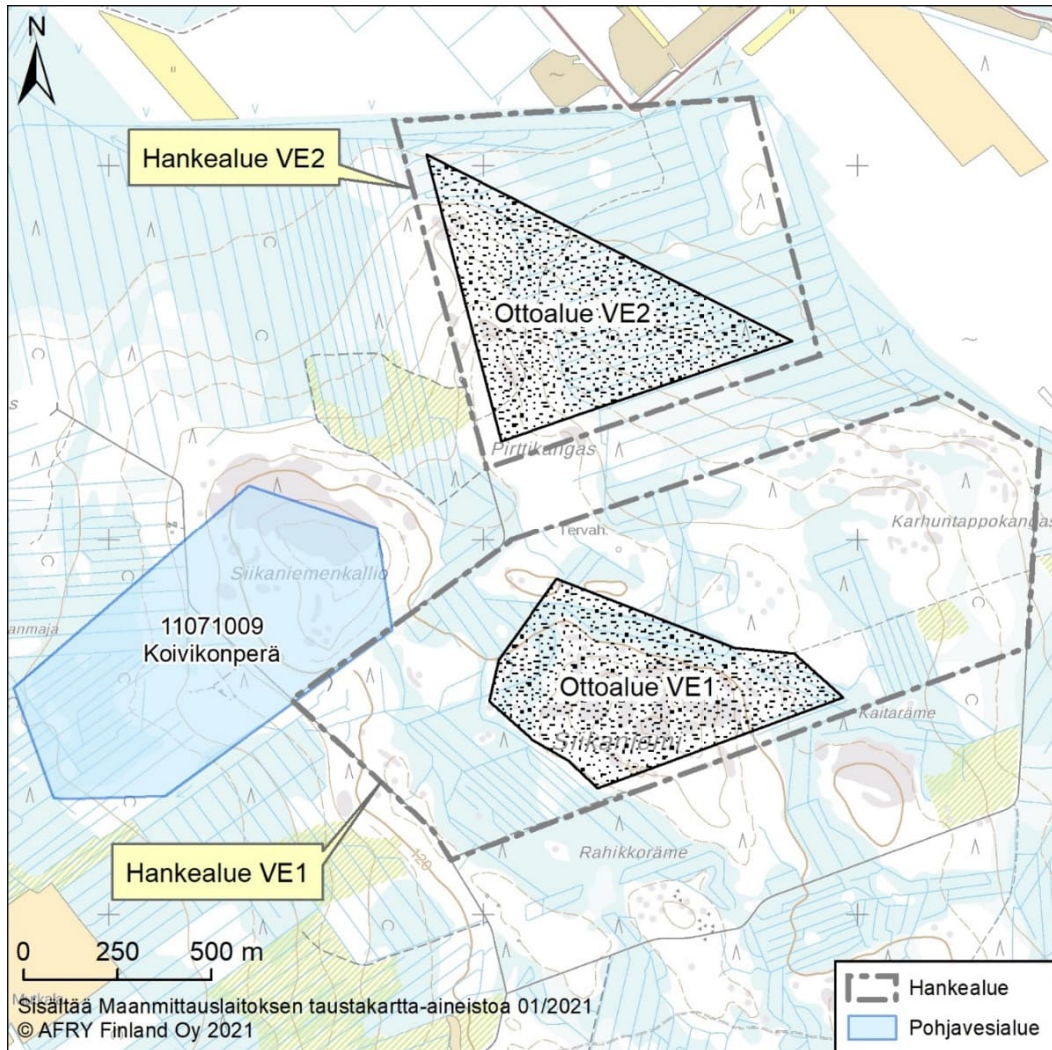 N
Hankealue VE2
Ottoalue VE2
Pirttikangas
Tervah.
Karhuntappokangas
Siikaniemenkallio
11071009
Koivikonperä
Ottoalue VE1
Kaitaräme
Rahikkoräme
Hankealue VE1
120
0 250 500 m
Sisältää Maanmittauslaitoksen taustakartta-aineistoa 01/2021
© AFRY Finland Oy 2021
Hankealue
Pohjavesialue